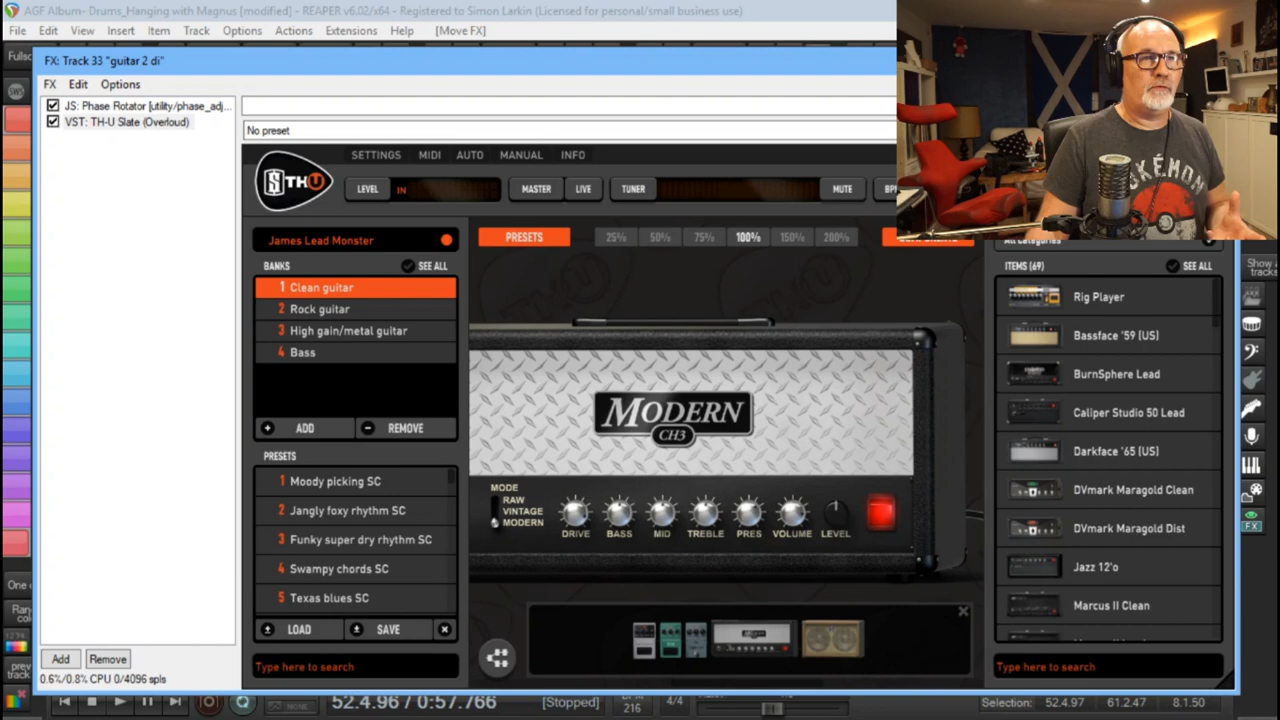 AGF Album- Drums_Hanging with Magnus [modified] - REAPER v6.02/x64 - Registered to Simon Larkin (Licensed for personal/small business use)
File Edit View Insert Item Track Options Actions Extensions Help [Move FX]
FX: Track 33 "guitar 2 di"
FX Edit Options
JS: Phase Rotator [utility/phase_adj...
VST: TH-U Slate (Overloud)
No preset
SETTINGS MIDI AUTO MANUAL INFO
S THU
LEVEL IN MASTER LIVE TUNER MUTE
POKÉMON
James Lead Monster
PRESETS 25% 50% 75% 100% 150% 200%
All categories
BANKS SEE ALL
1 Clean guitar
2 Rock guitar
3 High gain/metal guitar
4 Bass
ADD REMOVE
PRESETS
1 Moody picking SC
2 Jangly foxy rhythm SC
3 Funky super dry rhythm SC
4 Swampy chords SC
5 Texas blues SC
LOAD SAVE
Type here to search
MODERN
CH3
MODE
RAW
VINTAGE
MODERN
DRIVE BASS MID TREBLE PRES VOLUME LEVEL
ITEMS (69) SEE ALL
Rig Player
Bassface '59 (US)
BurnSphere Lead
Caliper Studio 50 Lead
Darkface '65 (US)
DVmark Maragold Clean
DVmark Maragold Dist
Jazz 12'o
Marcus II Clean
Type here to search
Show a
tracks
FX
Add Remove
0.6%/0.8% CPU 0/4096 spls
NONE
52.4.97 / 0:57.766 [Stopped]
216
4/4
Selection: 52.4.97 61.2.47 8.1.50